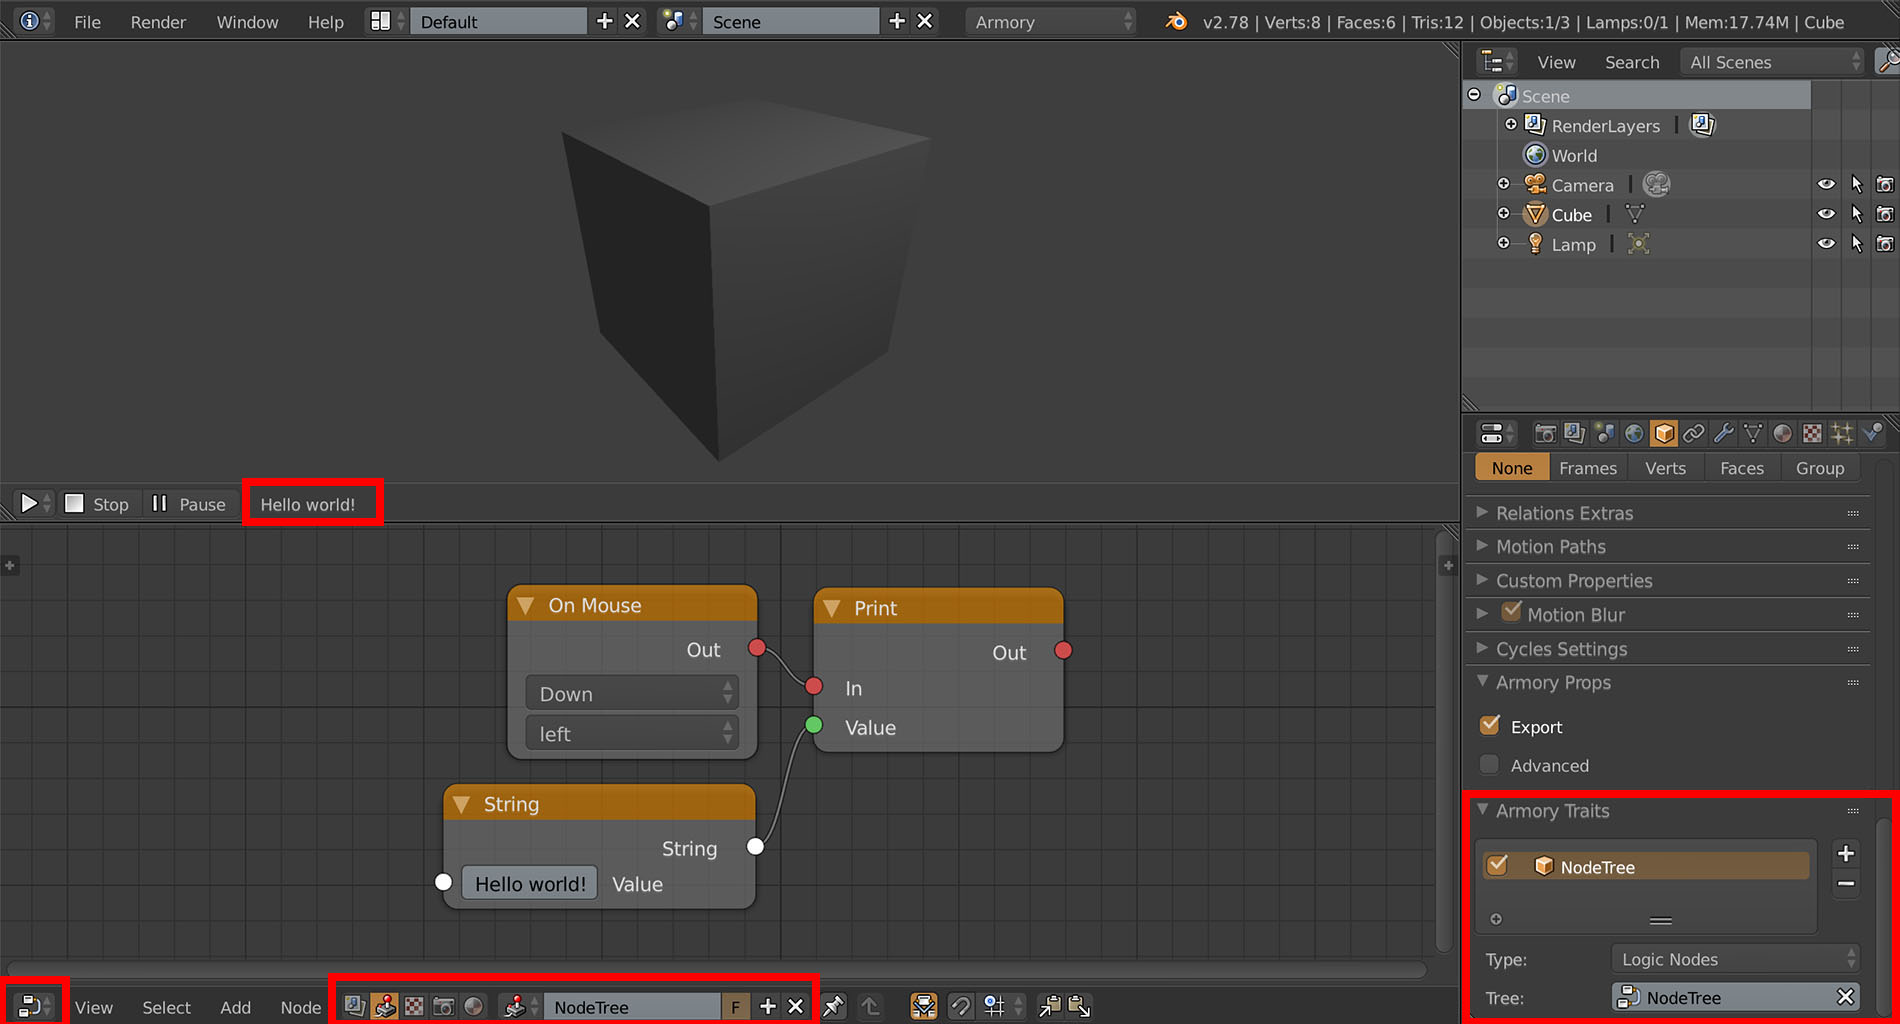 File Render Window Help Default Scene Armory v2.78 | Verts:8 | Faces:6 | Tris:12 | Objects:1/3 | Lamps:0/1 | Mem:17.74M | Cube
View Search All Scenes
Scene
RenderLayers
World
Camera
Cube
Lamp
None Frames Verts Faces Group
Relations Extras
Motion Paths
Custom Properties
Motion Blur
Cycles Settings
Armory Props
Export
Advanced
Armory Traits
NodeTree
Type: Logic Nodes
Tree: NodeTree
Stop Pause Hello world!
On Mouse
Out
Down
left
Print
Out
In
Value
String
String
Hello world! Value
View Select Add Node NodeTree F